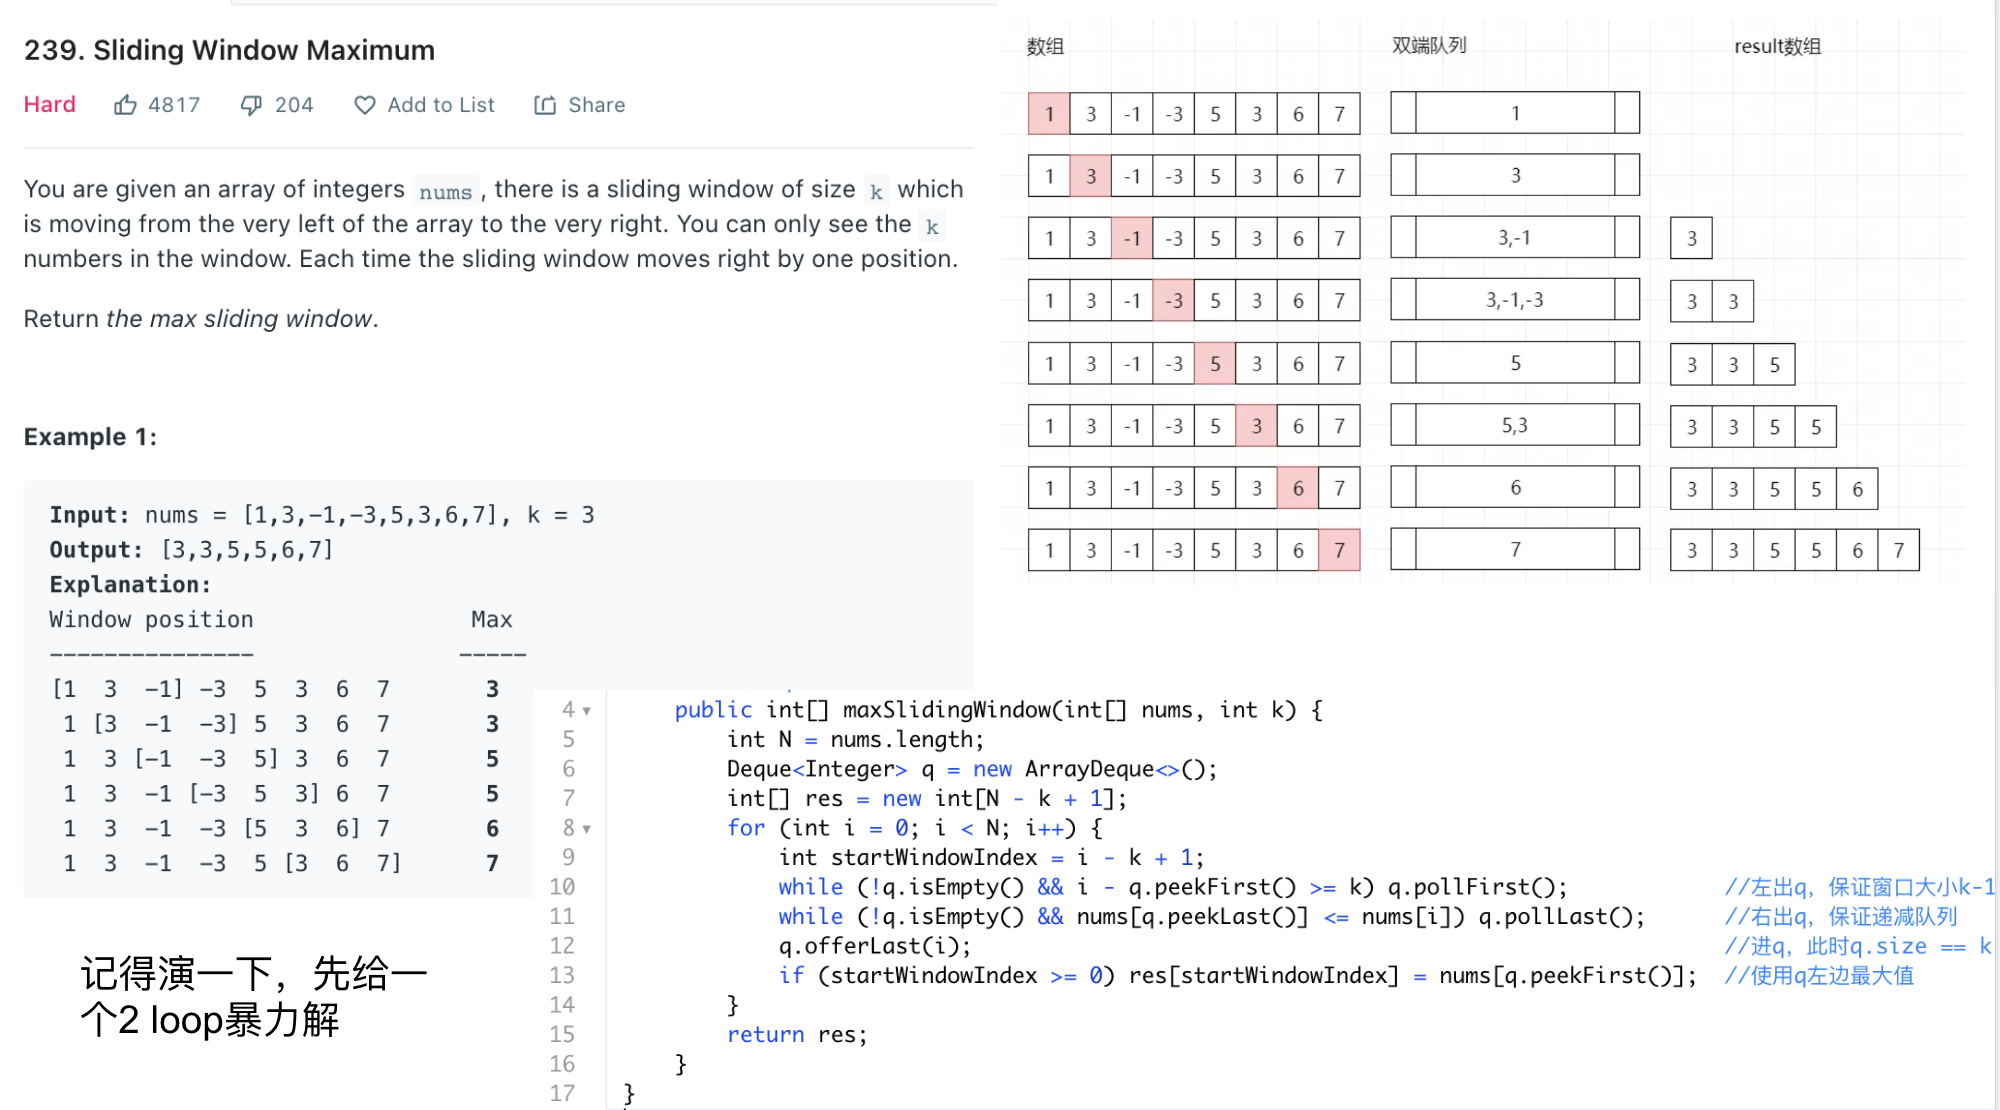 239. Sliding Window Maximum
Hard 4817 204 Add to List Share
You are given an array of integers nums , there is a sliding window of size k which
is moving from the very left of the array to the very right. You can only see the k
numbers in the window. Each time the sliding window moves right by one position.
Return the max sliding window.
Example 1:
Input: nums = [1,3,−1,−3,5,3,6,7], k = 3
Output: [3,3,5,5,6,7]
Explanation:
Window position Max
--------------- -----
[1 3 −1] −3 5 3 6 7 3
1 [3 −1 −3] 5 3 6 7 3
1 3 [−1 −3 5] 3 6 7 5
1 3 −1 [−3 5 3] 6 7 5
1 3 −1 −3 [5 3 6] 7 6
1 3 −1 −3 5 [3 6 7] 7
记得演一下，先给一
个2 loop暴力解
数组 双端队列 result数组
1 3 -1 -3 5 3 6 7 1
1 3 -1 -3 5 3 6 7 3
1 3 -1 -3 5 3 6 7 3,-1 3
1 3 -1 -3 5 3 6 7 3,-1,-3 3 3
1 3 -1 -3 5 3 6 7 5 3 3 5
1 3 -1 -3 5 3 6 7 5,3 3 3 5 5
1 3 -1 -3 5 3 6 7 6 3 3 5 5 6
1 3 -1 -3 5 3 6 7 7 3 3 5 5 6 7
4 public int[] maxSlidingWindow(int[] nums, int k) {
5 int N = nums.length;
6 Deque<Integer> q = new ArrayDeque<>();
7 int[] res = new int[N - k + 1];
8 for (int i = 0; i < N; i++) {
9 int startWindowIndex = i - k + 1;
10 while (!q.isEmpty() && i - q.peekFirst() >= k) q.pollFirst(); //左出q，保证窗口大小k-1
11 while (!q.isEmpty() && nums[q.peekLast()] <= nums[i]) q.pollLast(); //右出q，保证递减队列
12 q.offerLast(i); //进q，此时q.size == k
13 if (startWindowIndex >= 0) res[startWindowIndex] = nums[q.peekFirst()]; //使用q左边最大值
14 }
15 return res;
16 }
17 }